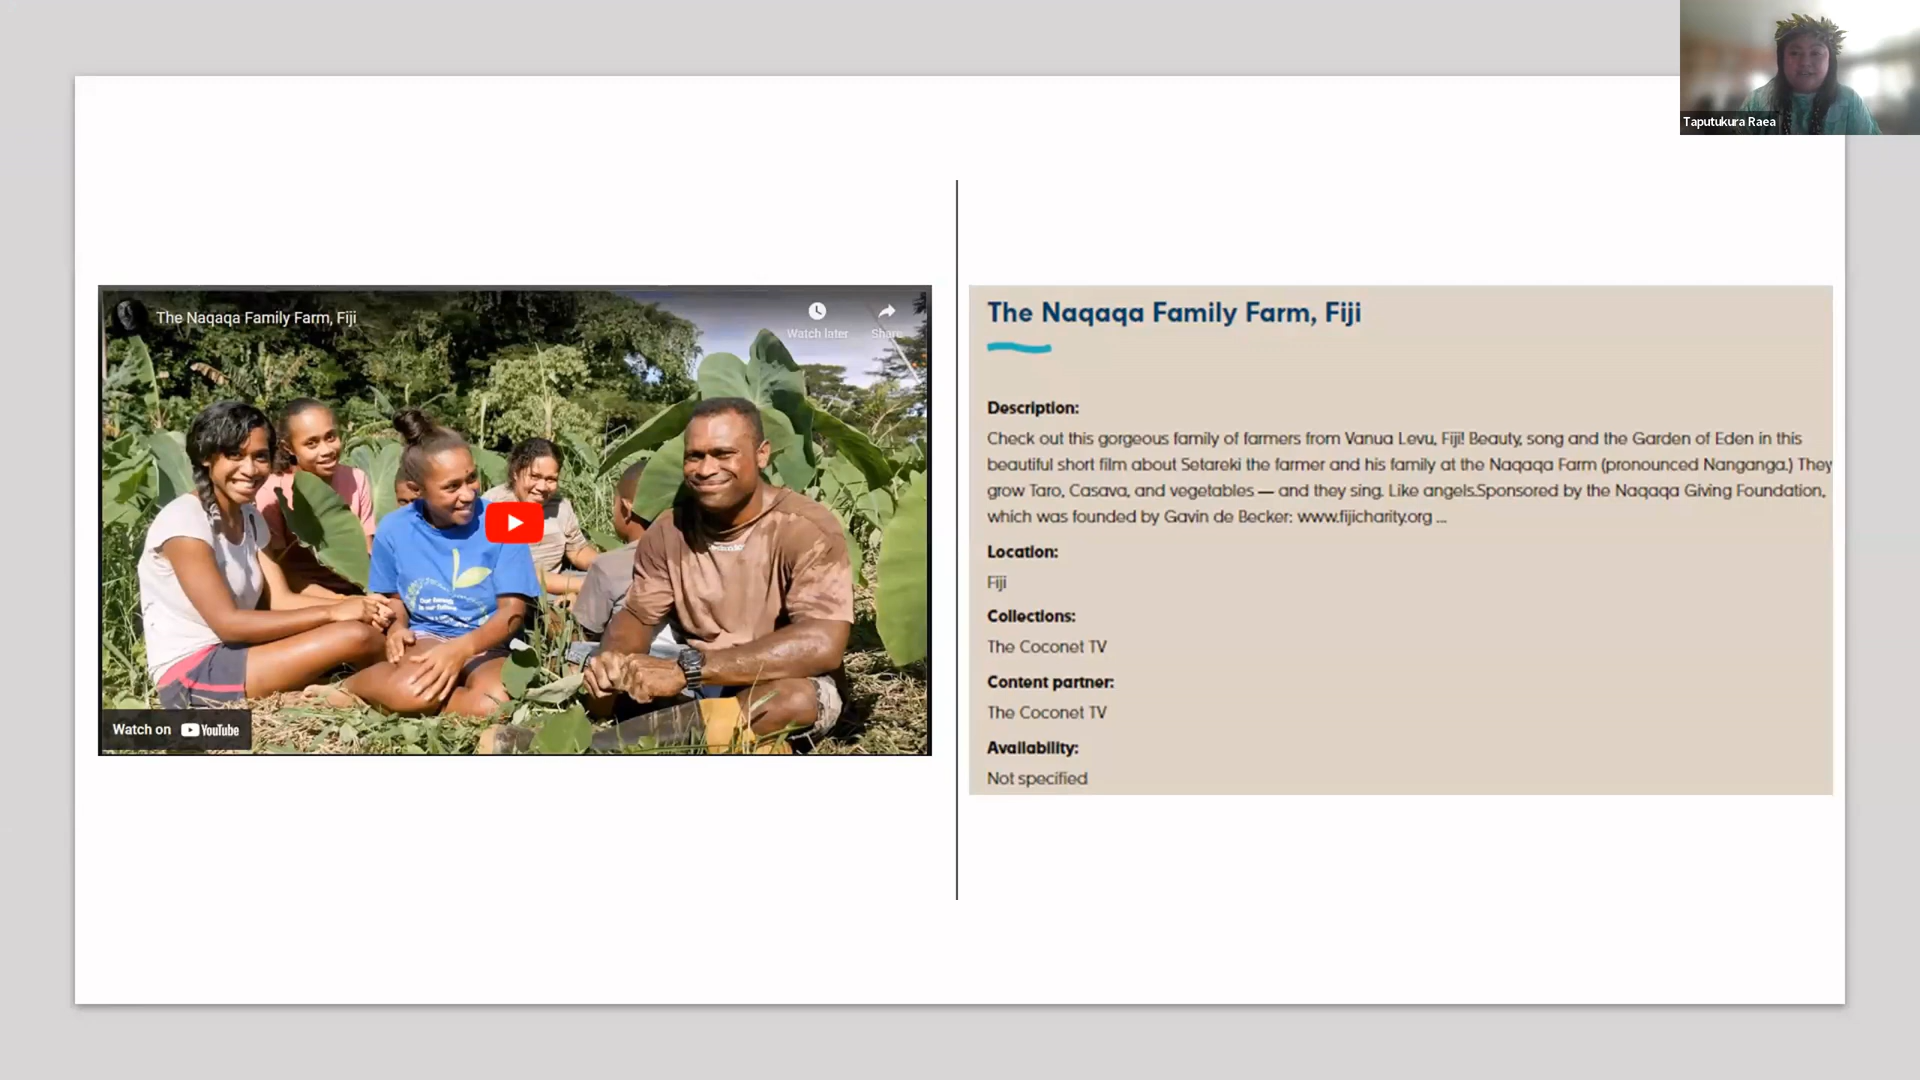 Taputukura Raea
The Naqaqa Family Farm, Fiji
Watch later
Share
Watch on YouTube
The Naqaqa Family Farm, Fiji
Description:
Check out this gorgeous family of farmers from Vanua Levu, Fiji! Beauty, song and the Garden of Eden in this
beautiful short film about Setareki the farmer and his family at the Naqaqa Farm (pronounced Nanganga.) They
grow Taro, Casava, and vegetables — and they sing. Like angels.Sponsored by the Naqaqa Giving Foundation,
which was founded by Gavin de Becker: www.fijicharity.org ...
Location:
Fiji
Collections:
The Coconet TV
Content partner:
The Coconet TV
Availability:
Not specified